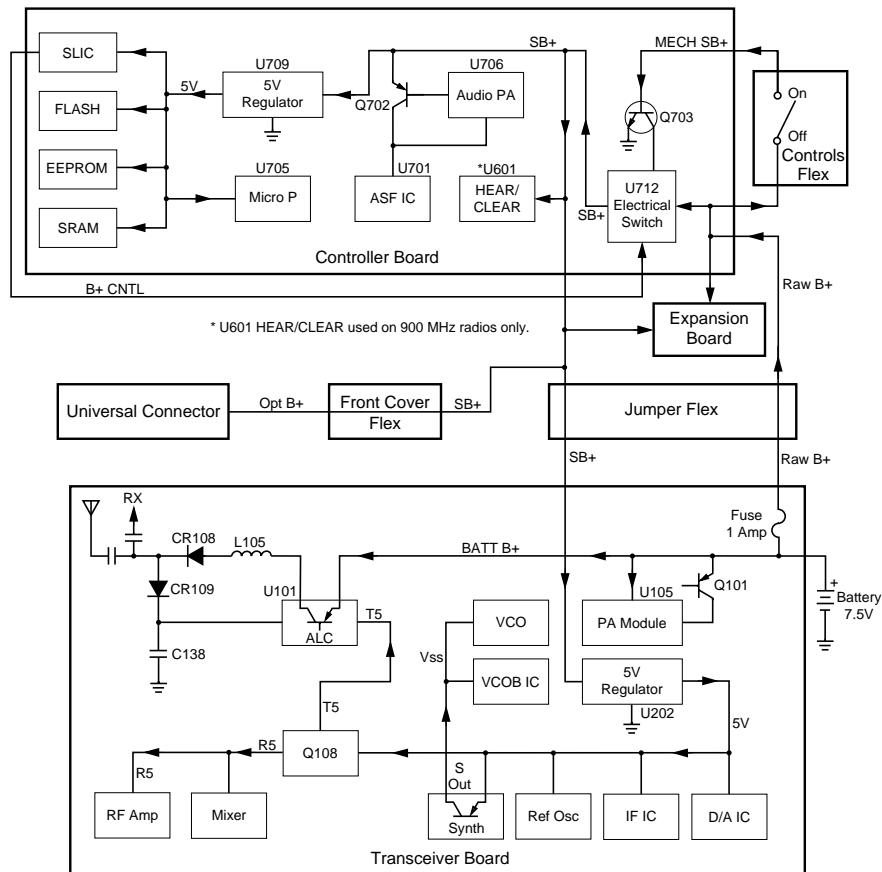 SLIC
FLASH
EEPROM
SRAM
5V
U709
5V
Regulator
U705
Micro P
Q702
U706
Audio PA
U701
ASF IC
*U601
HEAR/
CLEAR
SB+
SB+
MECH SB+
Q703
U712
Electrical
Switch
On
Off
Controls
Flex
Controller Board
B+ CNTL
Raw B+
* U601 HEAR/CLEAR used on 900 MHz radios only.
Expansion
Board
Universal Connector
Opt B+
Front Cover
Flex
SB+
Jumper Flex
SB+
Raw B+
RX
CR108
L105
CR109
C138
U101
ALC
T5
BATT B+
Fuse
1 Amp
U105
PA Module
Q101
+
Battery
7.5V
VCO
Vss
VCOB IC
5V
Regulator
U202
5V
T5
Q108
R5
R5
RF Amp
Mixer
S
Out
Synth
Ref Osc
IF IC
D/A IC
Transceiver Board